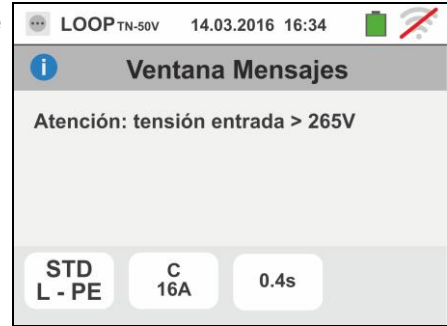 LOOP TN-50V 14.03.2016 16:34
Ventana Mensajes
Atención: tensión entrada > 265V
STD
L - PE
C
16A
0.4s